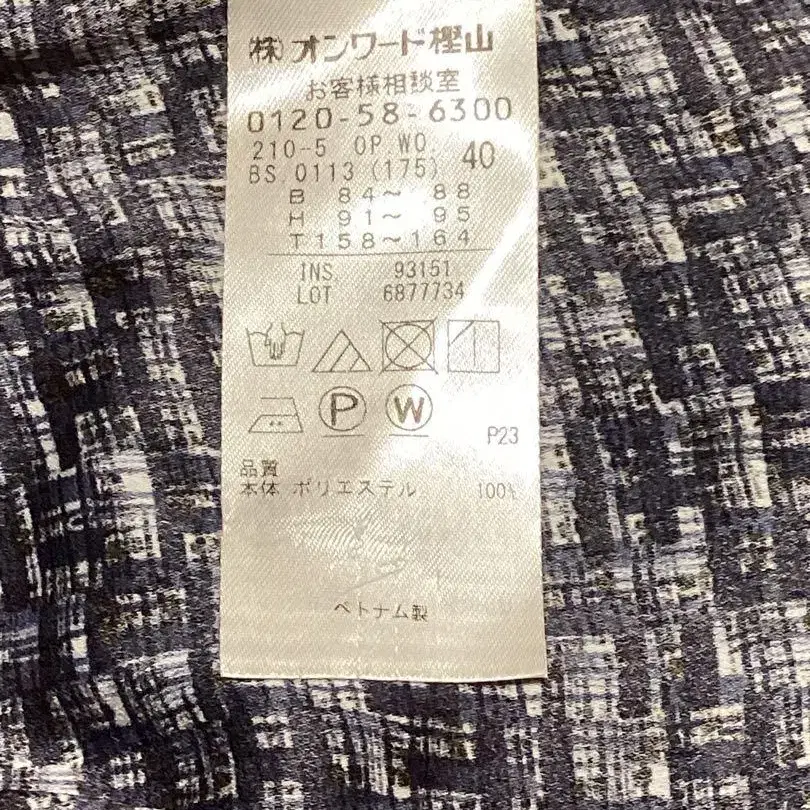 (株)オンワード樫山
お客様相談室
0120-58-6300
210-5 OP WO. 40
BS.0113 (175)
B 84～ 88
H 91～ 95
T158～164
INS. 93151
LOT 6877734
P W
P23
品質
本体 ポリエステル 100%
ベトナム製